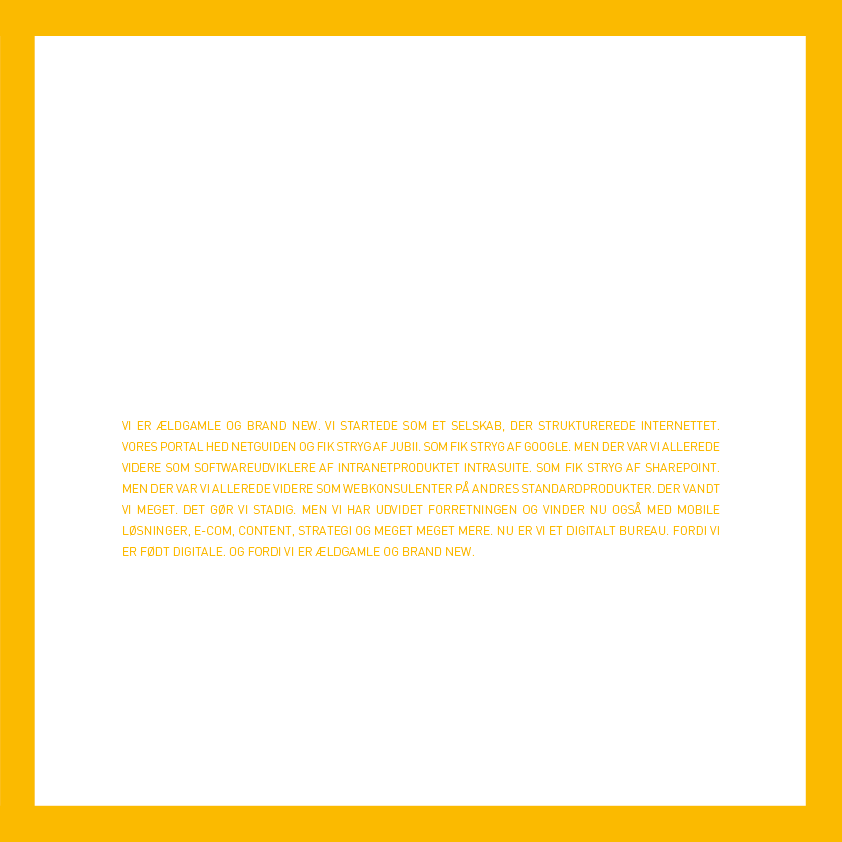 VI ER ÆLDGAMLE OG BRAND NEW. VI STARTEDE SOM ET SELSKAB, DER STRUKTUREREDE INTERNETTET.
VORES PORTAL HED NETGUIDEN OG FIK STRYG AF JUBII. SOM FIK STRYG AF GOOGLE. MEN DER VAR VI ALLEREDE
VIDERE SOM SOFTWAREUDVIKLERE AF INTRANETPRODUKTET INTRASUITE. SOM FIK STRYG AF SHAREPOINT.
MEN DER VAR VI ALLEREDE VIDERE SOM WEBKONSULENTER PÅ ANDRES STANDARDPRODUKTER. DER VANDT
VI MEGET. DET GØR VI STADIG. MEN VI HAR UDVIDET FORRETNINGEN OG VINDER NU OGSÅ MED MOBILE
LØSNINGER, E-COM, CONTENT, STRATEGI OG MEGET MEGET MERE. NU ER VI ET DIGITALT BUREAU. FORDI VI
ER FØDT DIGITALE. OG FORDI VI ER ÆLDGAMLE OG BRAND NEW.